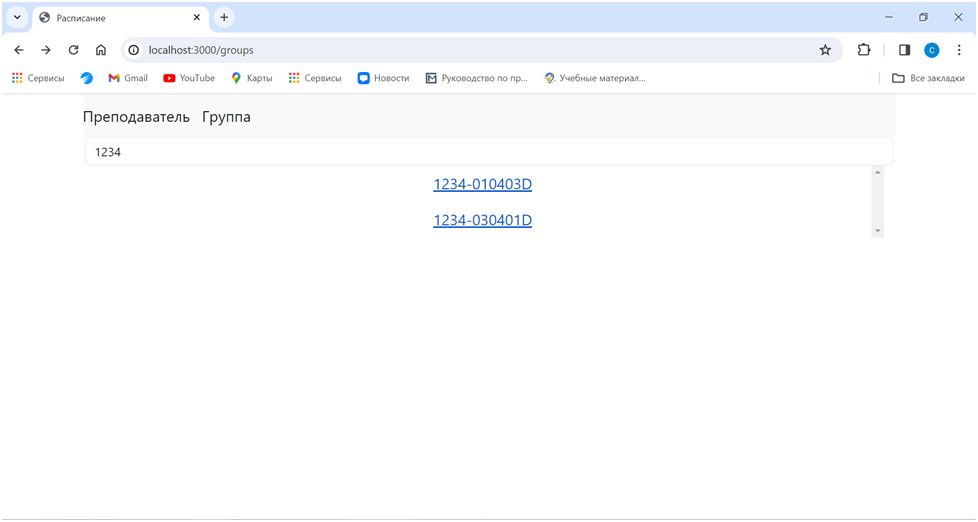 Расписание
localhost:3000/groups
C
Сервисы Gmail YouTube Карты Сервисы Новости Руководство по пр... Учебные материал... Все закладки
Преподаватель Группа
1234
1234-010403D
1234-030401D